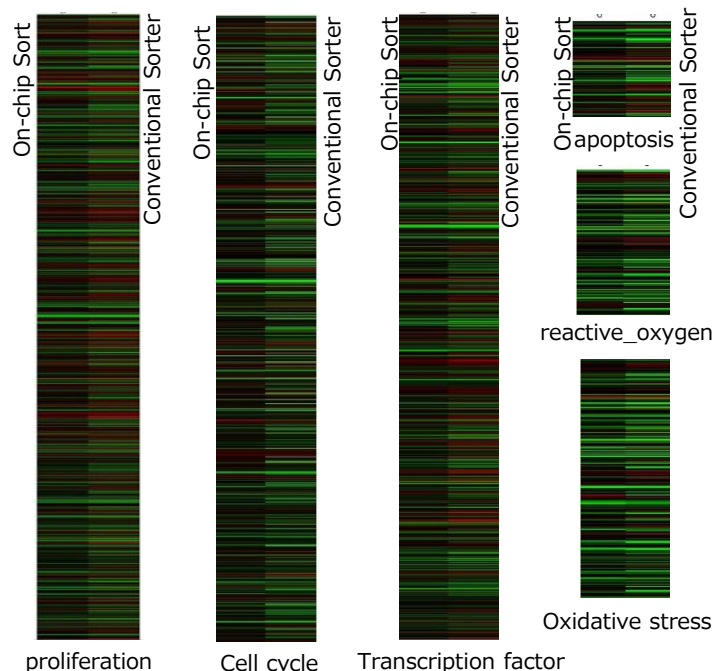 On-chip Sort
Conventional Sorter
proliferation
On-chip Sort
Conventional Sorter
Cell cycle
On-chip Sort
Conventional Sorter
Transcription factor
On-chip Sort
Conventional Sorter
apoptosis
reactive_oxygen
Oxidative stress